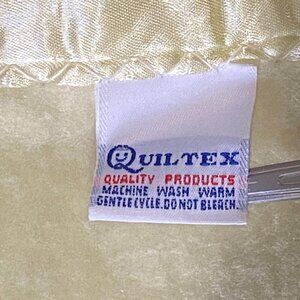 QUILTEX
QUALITY PRODUCTS
MACHINE WASH WARM
GENTLE CYCLE. DO NOT BLEACH.